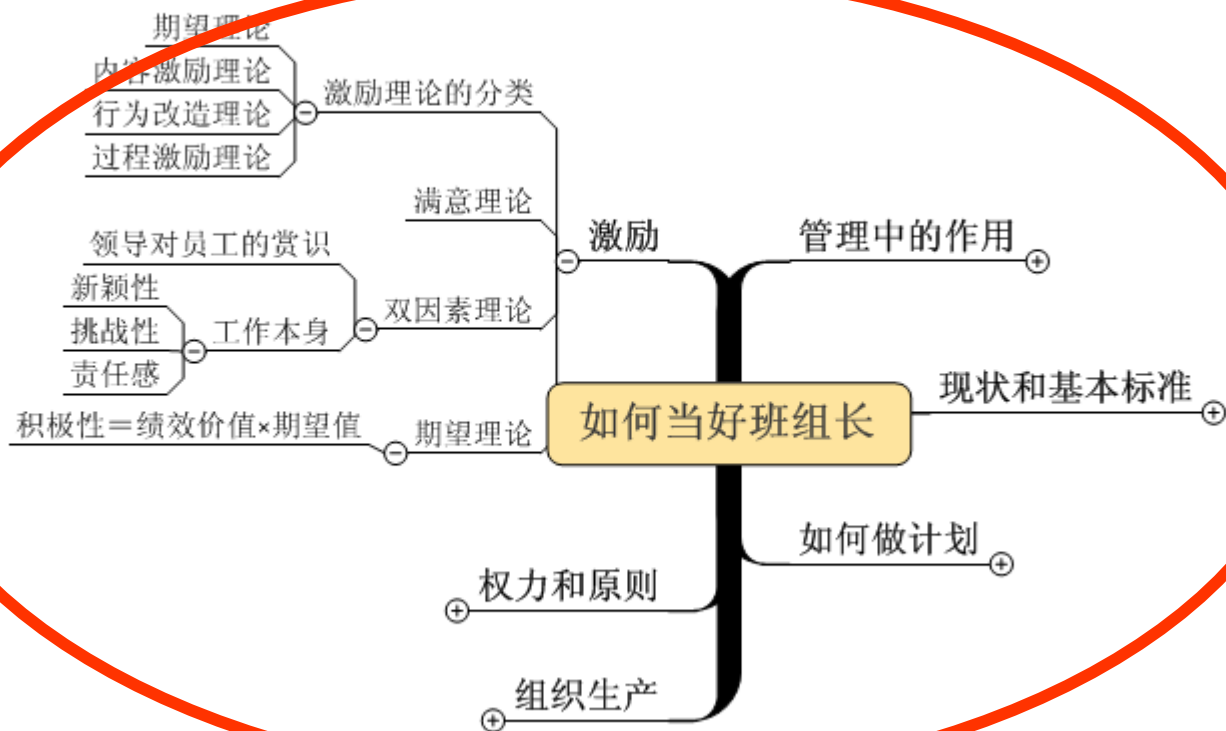 期望理论
内容激励理论
行为改造理论
过程激励理论
激励理论的分类
满意理论
领导对员工的赏识
新颖性
挑战性
责任感
工作本身
双因素理论
积极性＝绩效价值×期望值
期望理论
激励
管理中的作用
现状和基本标准
如何当好班组长
如何做计划
权力和原则
组织生产